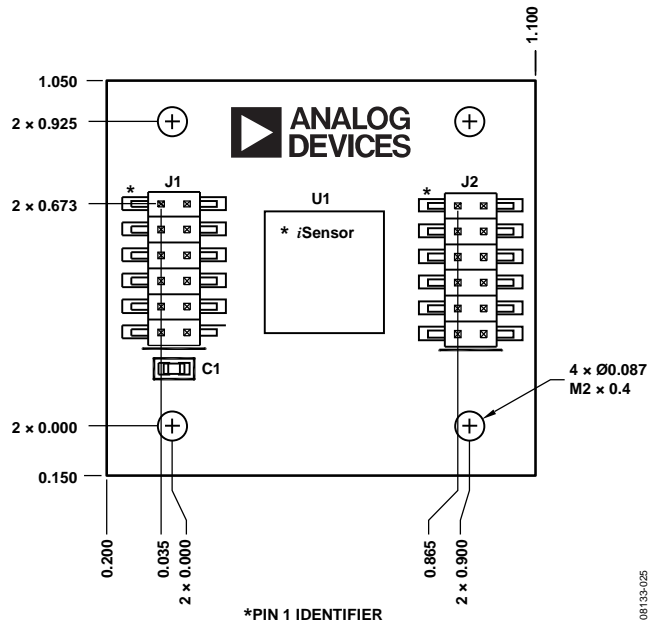 1.100
1.050
2 × 0.925
ANALOG
DEVICES
J1
J2
* 
*
2 × 0.673
U1
* iSensor
C1
4 × Ø0.087
M2 × 0.4
2 × 0.000
0.150
0.200
0.035
2 × 0.000
0.865
2 × 0.900
*PIN 1 IDENTIFIER
08133-025